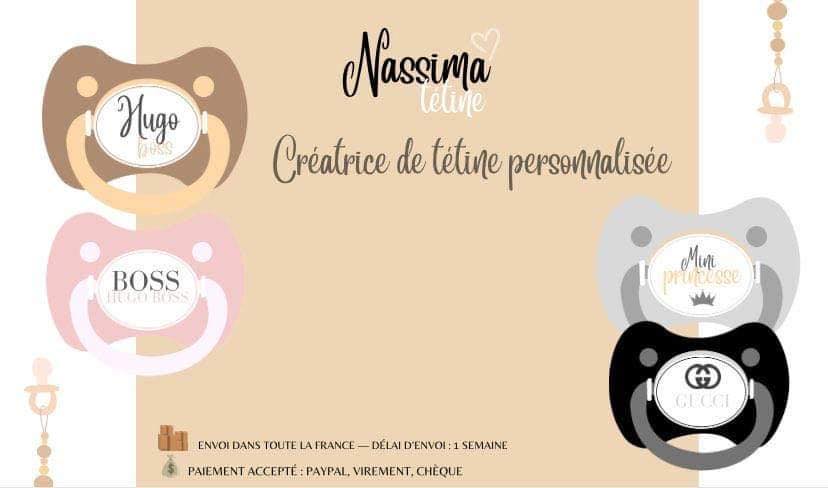 Nassima
tétine
Créatrice de tétine personnalisée
Hugo
boss
BOSS
HUGO BOSS
Mini
princesse
GUCCI
ENVOI DANS TOUTE LA FRANCE — DÉLAI D'ENVOI : 1 SEMAINE
$
PAIEMENT ACCEPTÉ : PAYPAL, VIREMENT, CHÈQUE